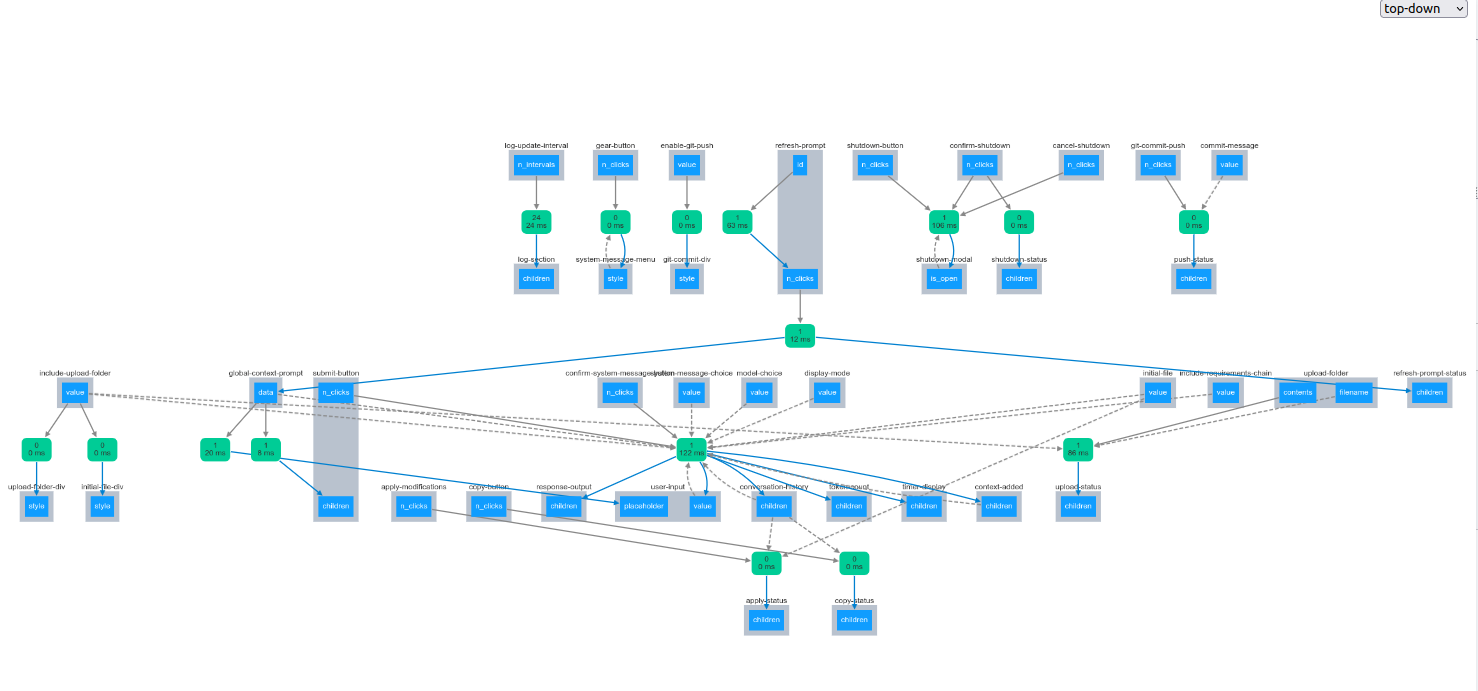 top-down
log-update-interval gear-button enable-git-push refresh-prompt shutdown-button confirm-shutdown cancel-shutdown git-commit-push commit-message
n_intervals n_clicks value id n_clicks n_clicks n_clicks n_clicks value
24 0 0 1 1 0 0
24 ms 0 ms 0 ms 83 ms 106 ms 0 ms 0 ms
log-section system-message-menu git-commit-div shutdown-modal shutdown-status push-status
children style style n_clicks is_open children children
1
12 ms
include-upload-folder global-context-prompt submit-button model-choice display-mode initial-file include-requirements-chain upload-folder refresh-prompt-status
value data n_clicks n_clicks value value value value value contents filename children
0 0 1 1 1 1
0 ms 0 ms 20 ms 8 ms 122 ms 86 ms
upload-folder-div initial-file-div apply-modifications copy-button response-output user-input conversation-history timer-display context-added upload-status
style style children n_clicks n_clicks children placeholder value children children children children children
0 0
0 ms 0 ms
apply-status copy-status
children children